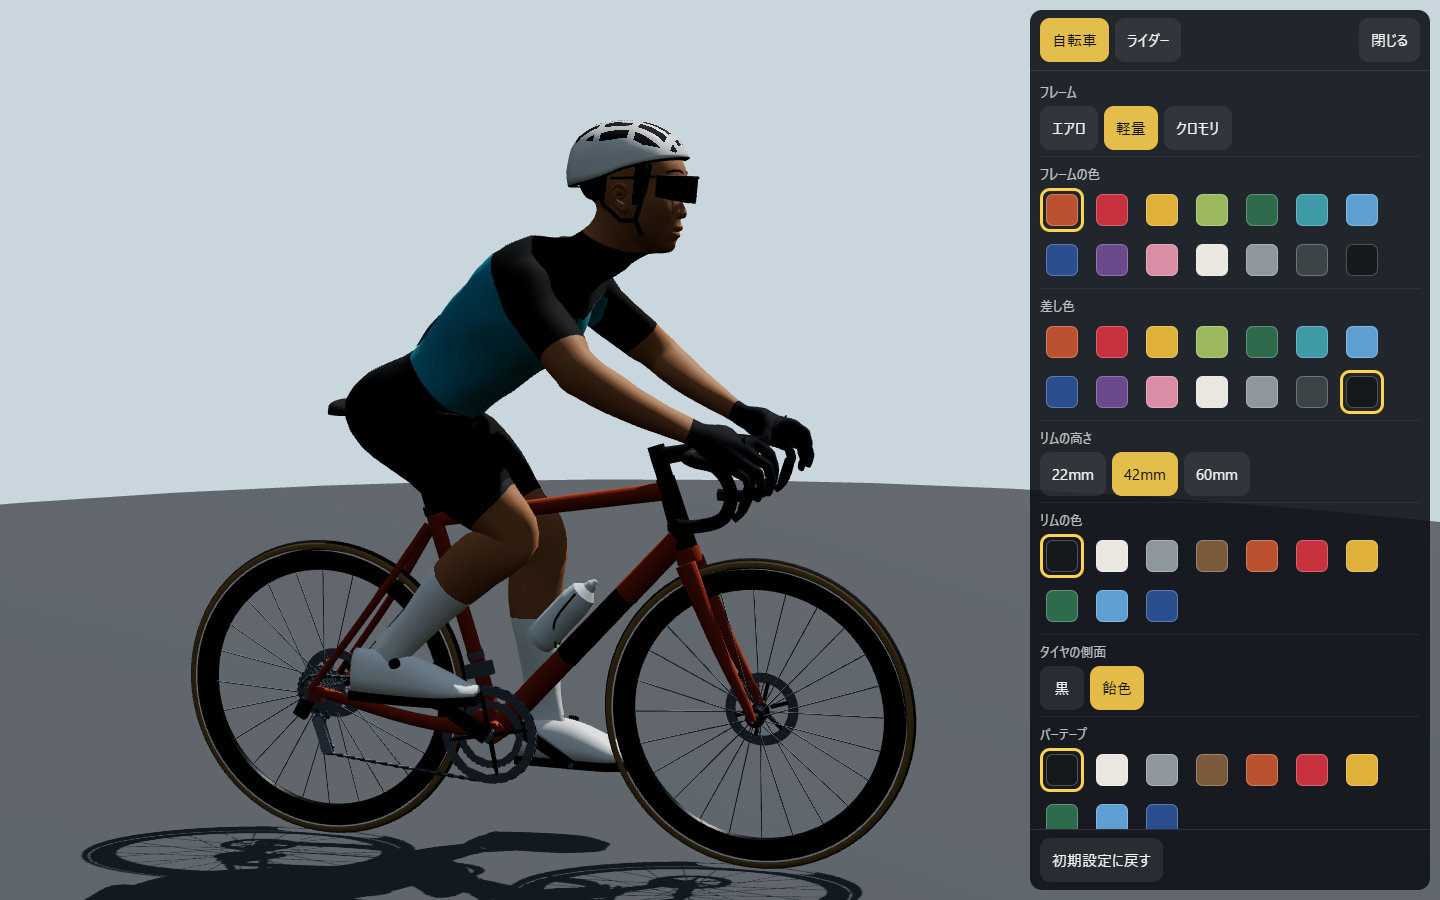 自転車 ライダー 閉じる
フレーム
エアロ 軽量 クロモリ
フレームの色
差し色
リムの高さ
22mm 42mm 60mm
リムの色
タイヤの側面
黒 飴色
バーテープ
初期設定に戻す